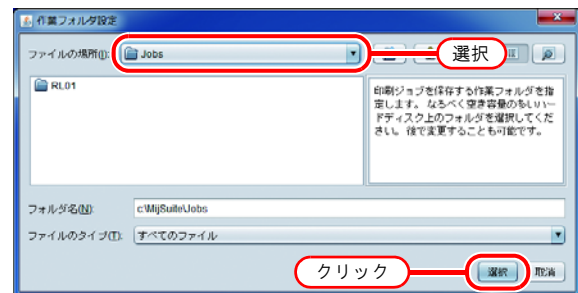 作業フォルダ設定
ファイルの場所(I): Jobs
選択
RL01
印刷ジョブを保存する作業フォルダを指
定します。 なるべく空き容量の多いハー
ドディスク上のフォルダを選択してくだ
さい。後で変更することも可能です。
フォルダ名(N): c:\MijSuite\Jobs
ファイルのタイプ(T): すべてのファイル
クリック
選択 取消